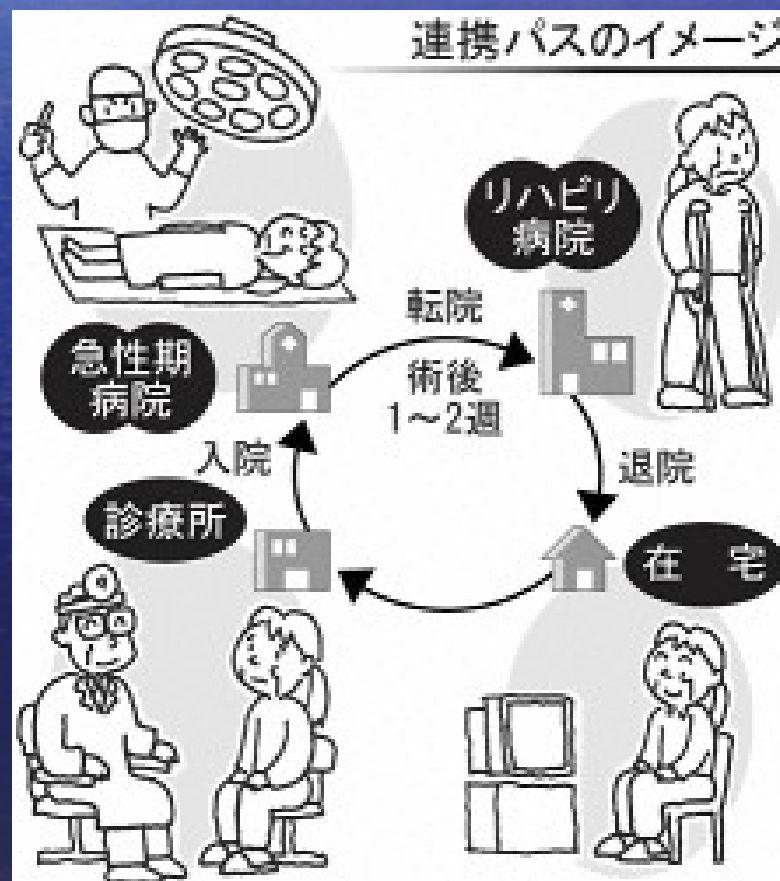 連携パスのイメージ
リハビリ
病院
転院
術後
1〜2週
急性期
病院
入院
退院
診療所
在 宅